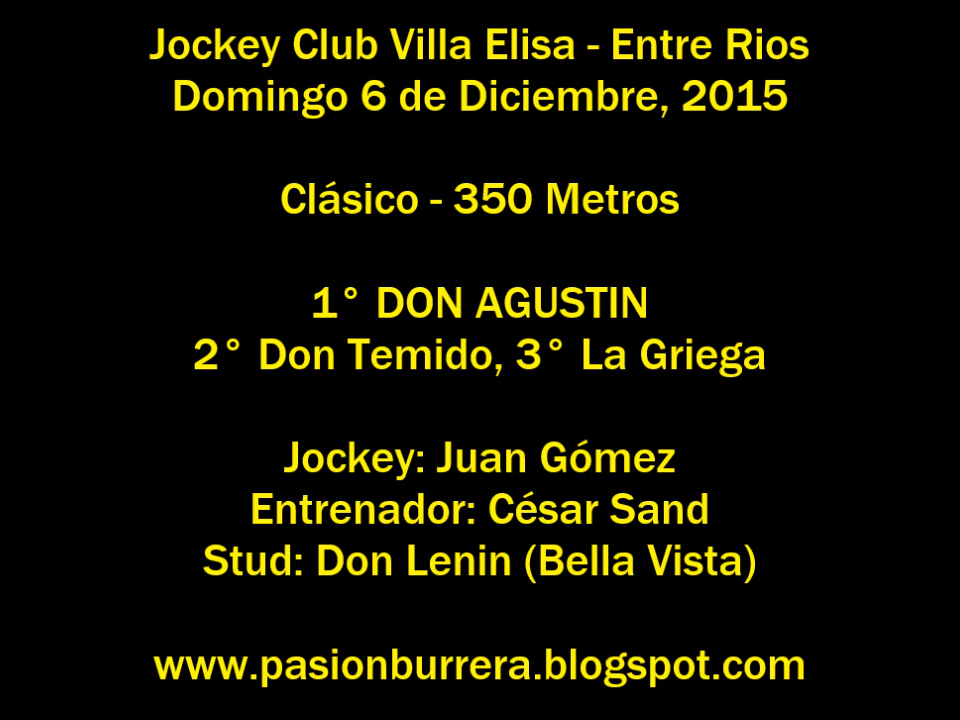 Jockey Club Villa Elisa - Entre Rios
Domingo 6 de Diciembre, 2015
Clásico - 350 Metros
1° DON AGUSTIN
2° Don Temido, 3° La Griega
Jockey: Juan Gómez
Entrenador: César Sand
Stud: Don Lenin (Bella Vista)
www.pasionburrera.blogspot.com